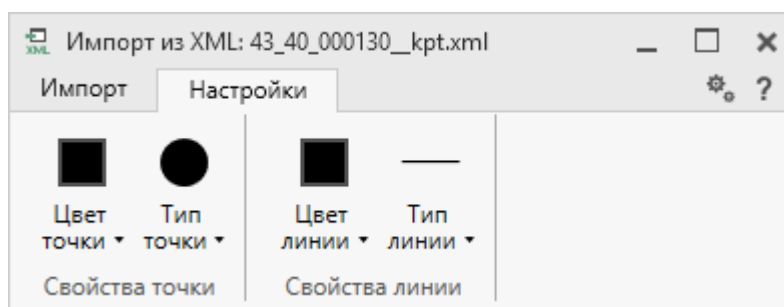 XML Импорт из XML: 43_40_000130__kpt.xml
Импорт Настройки ?
Цвет точки Тип точки Цвет линии Тип линии
Свойства точки Свойства линии